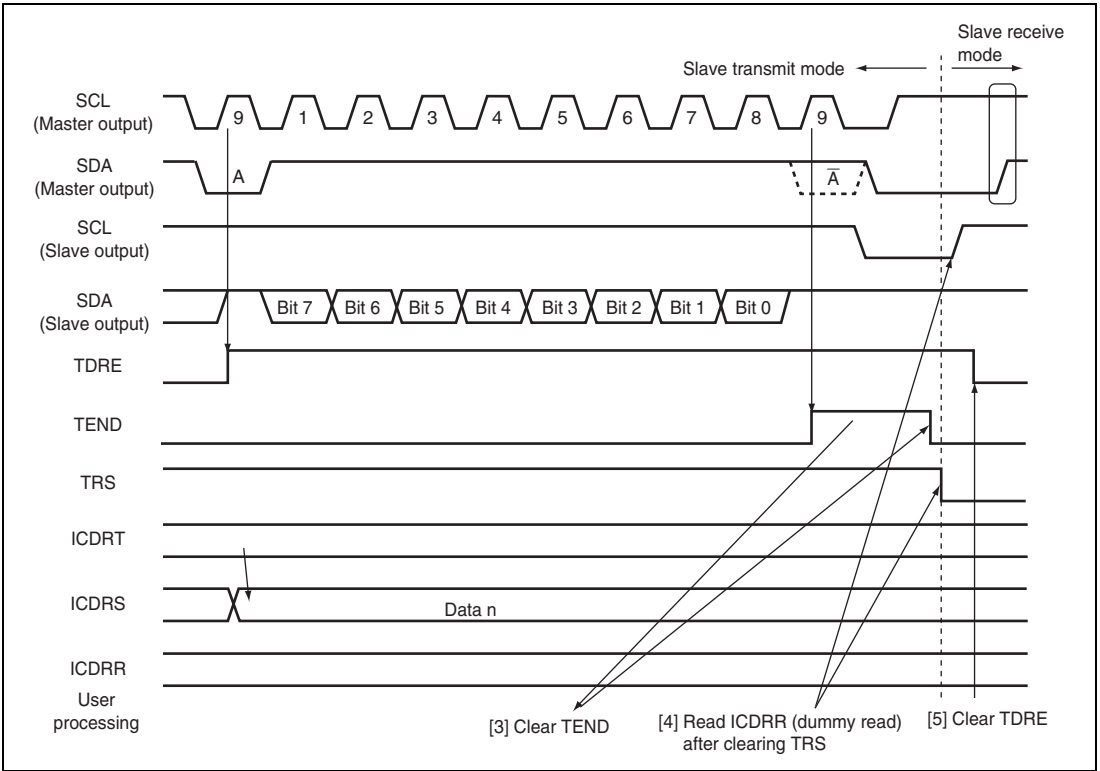 Slave receive
mode
Slave transmit mode
SCL
(Master output)
9 1 2 3 4 5 6 7 8 9
SDA
(Master output)
A A̅
SCL
(Slave output)
SDA
(Slave output)
Bit 7 Bit 6 Bit 5 Bit 4 Bit 3 Bit 2 Bit 1 Bit 0
TDRE
TEND
TRS
ICDRT
ICDRS
Data n
ICDRR
User
processing
[3] Clear TEND
[4] Read ICDRR (dummy read)
after clearing TRS
[5] Clear TDRE